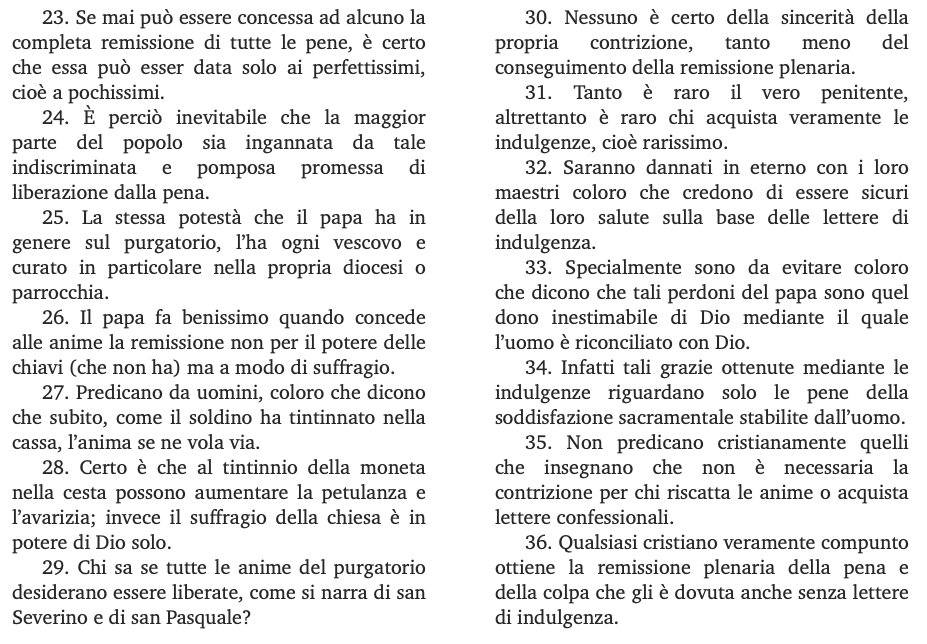 23. Se mai può essere concessa ad alcuno la
completa remissione di tutte le pene, è certo
che essa può esser data solo ai perfettissimi,
cioè a pochissimi.
24. È perciò inevitabile che la maggior
parte del popolo sia ingannata da tale
indiscriminata e pomposa promessa di
liberazione dalla pena.
25. La stessa potestà che il papa ha in
genere sul purgatorio, l’ha ogni vescovo e
curato in particolare nella propria diocesi o
parrocchia.
26. Il papa fa benissimo quando concede
alle anime la remissione non per il potere delle
chiavi (che non ha) ma a modo di suffragio.
27. Predicano da uomini, coloro che dicono
che subito, come il soldino ha tintinnato nella
cassa, l’anima se ne vola via.
28. Certo è che al tintinnio della moneta
nella cesta possono aumentare la petulanza e
l’avarizia; invece il suffragio della chiesa è in
potere di Dio solo.
29. Chi sa se tutte le anime del purgatorio
desiderano essere liberate, come si narra di san
Severino e di san Pasquale?
30. Nessuno è certo della sincerità della
propria contrizione, tanto meno del
conseguimento della remissione plenaria.
31. Tanto è raro il vero penitente,
altrettanto è raro chi acquista veramente le
indulgenze, cioè rarissimo.
32. Saranno dannati in eterno con i loro
maestri coloro che credono di essere sicuri
della loro salute sulla base delle lettere di
indulgenza.
33. Specialmente sono da evitare coloro
che dicono che tali perdoni del papa sono quel
dono inestimabile di Dio mediante il quale
l’uomo è riconciliato con Dio.
34. Infatti tali grazie ottenute mediante le
indulgenze riguardano solo le pene della
soddisfazione sacramentale stabilite dall’uomo.
35. Non predicano cristianamente quelli
che insegnano che non è necessaria la
contrizione per chi riscatta le anime o acquista
lettere confessionali.
36. Qualsiasi cristiano veramente compunto
ottiene la remissione plenaria della pena e
della colpa che gli è dovuta anche senza lettere
di indulgenza.